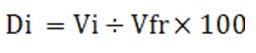 Di = Vi ÷ Vfr × 100